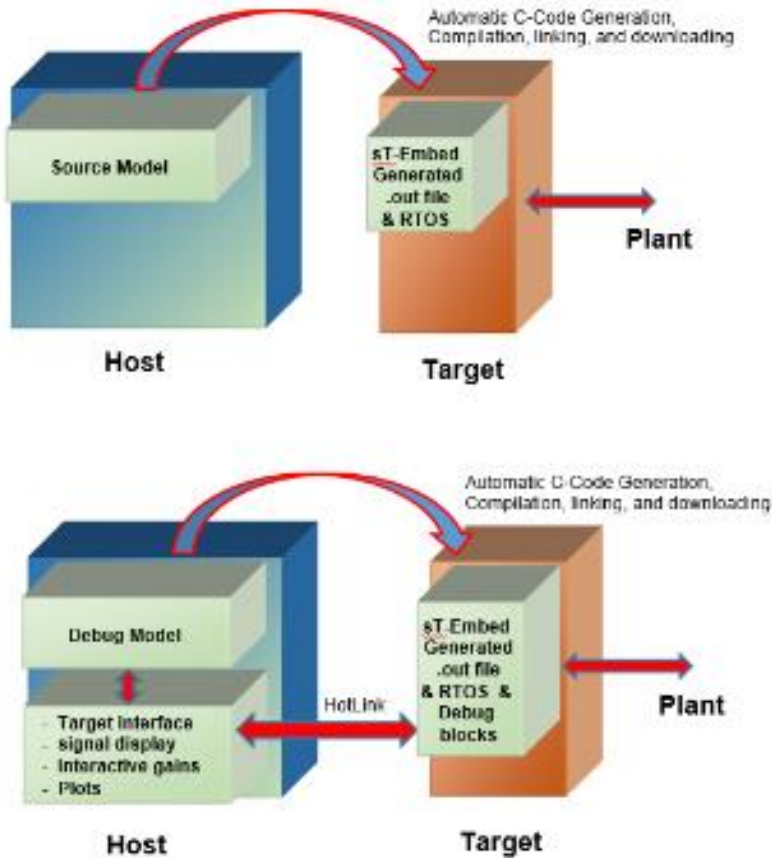 Automatic C-Code Generation,
Compilation, linking, and downloading
Source Model
sT-Embed
Generated
.out file
& RTOS
Plant
Host
Target
Automatic C-Code Generation,
Compilation, linking, and downloading
Debug Model
sT-Embed
Generated
.out file
& RTOS &
Debug
blocks
HotLink
Plant
- Target Interface
- signal display
- Interactive gains
- Plots
Host
Target